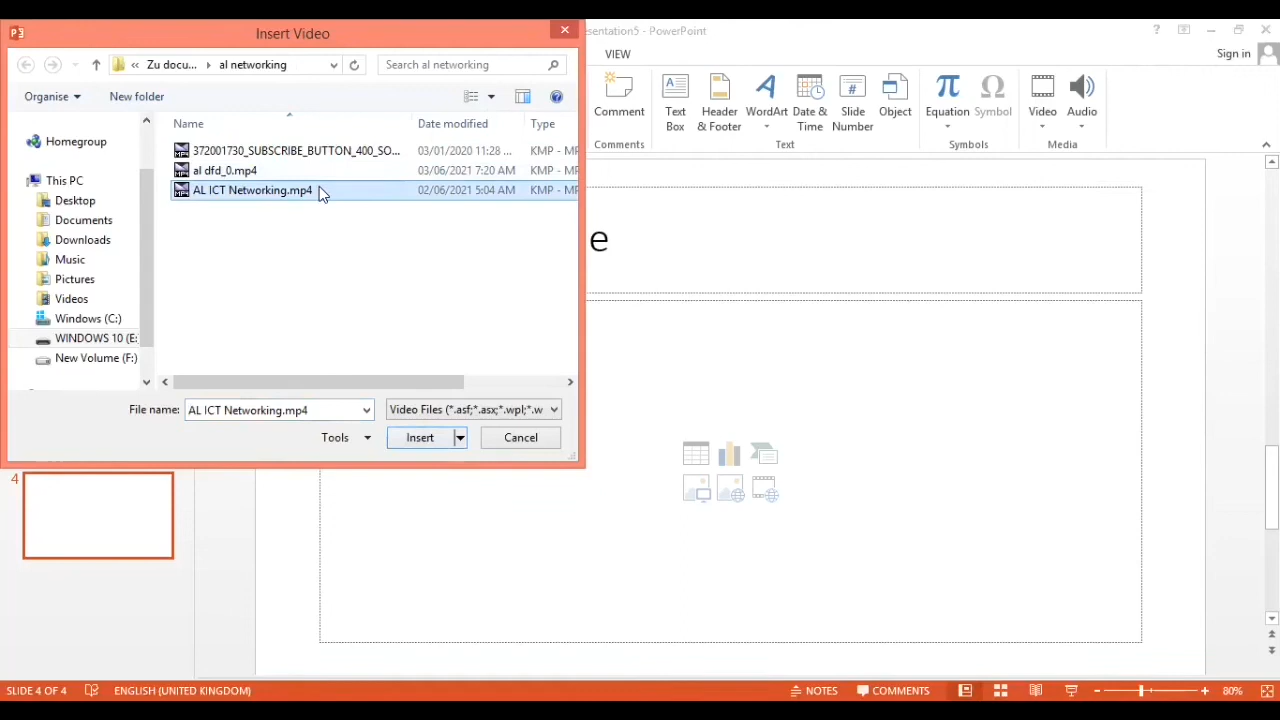 Insert Video
esentation5 - PowerPoint
Zu docu...
al networking
Search al networking
VIEW
Sign in
Organise
New folder
Comment
Text Box
Header & Footer
WordArt
Date & Time
Slide Number
Object
Equation
Symbol
Video
Audio
Comments
Text
Symbols
Media
Name
Date modified
Type
372001730_SUBSCRIBE_BUTTON_400_SO...
03/01/2020 11:28 ...
KMP - MP
al dfd_0.mp4
03/06/2021 7:20 AM
KMP - MP
AL ICT Networking.mp4
02/06/2021 5:04 AM
KMP - MP
Homegroup
This PC
Desktop
Documents
Downloads
Music
Pictures
Videos
Windows (C:)
WINDOWS 10 (E:
New Volume (F:)
e
File name:
AL ICT Networking.mp4
Video Files (*.asf;*.asx;*.wpl;*.w
Tools
Insert
Cancel
4
SLIDE 4 OF 4
ENGLISH (UNITED KINGDOM)
NOTES
COMMENTS
80%